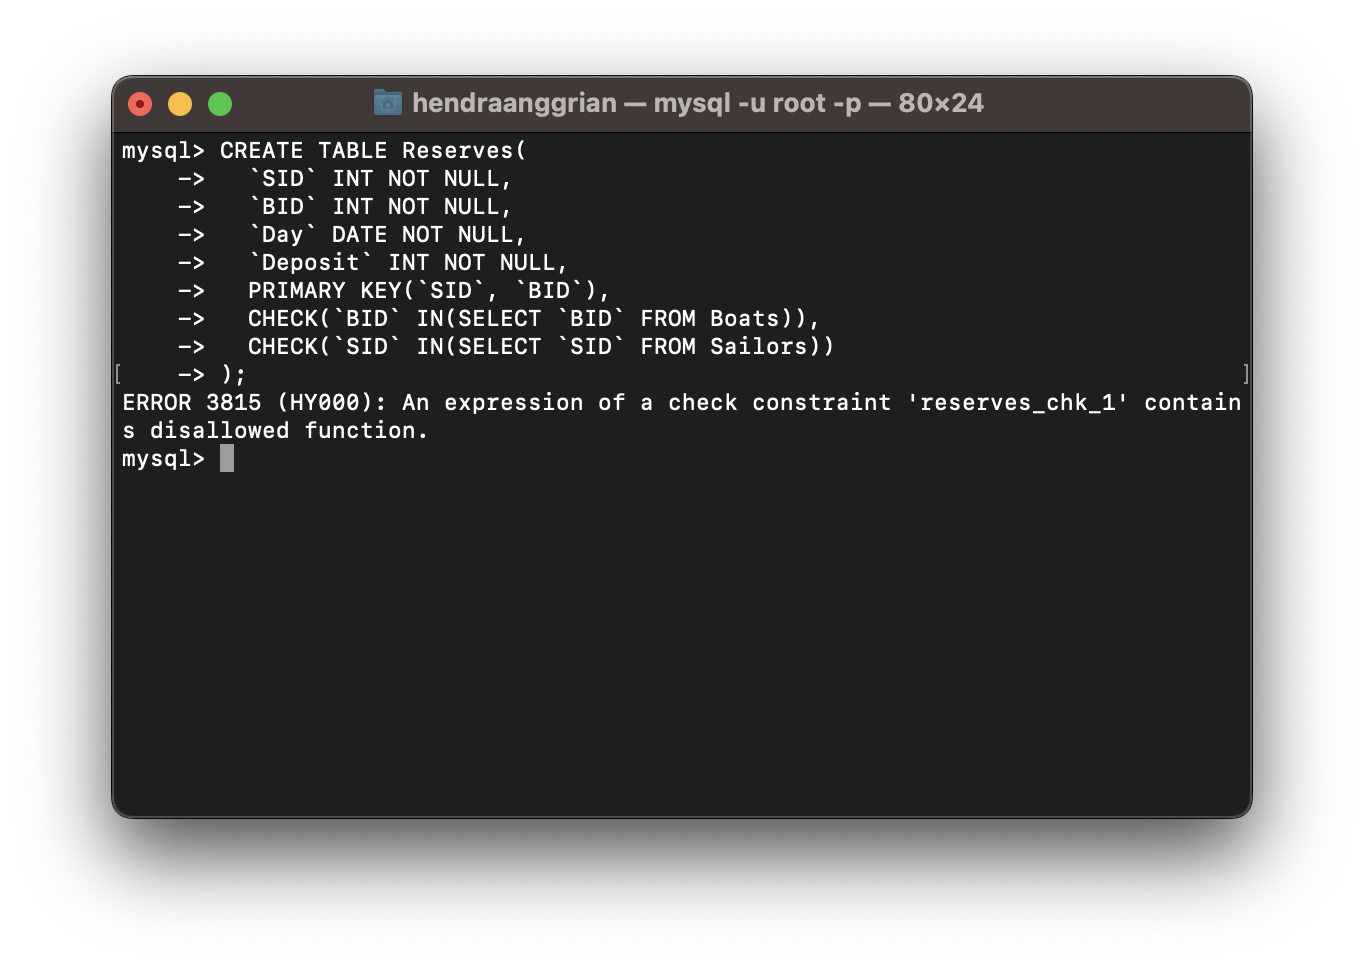 hendraanggrian — mysql -u root -p — 80×24
mysql> CREATE TABLE Reserves(
    ->   `SID` INT NOT NULL,
    ->   `BID` INT NOT NULL,
    ->   `Day` DATE NOT NULL,
    ->   `Deposit` INT NOT NULL,
    ->   PRIMARY KEY(`SID`, `BID`),
    ->   CHECK(`BID` IN(SELECT `BID` FROM Boats)),
    ->   CHECK(`SID` IN(SELECT `SID` FROM Sailors))
[    -> ); ]
ERROR 3815 (HY000): An expression of a check constraint 'reserves_chk_1' contain
s disallowed function.
mysql>